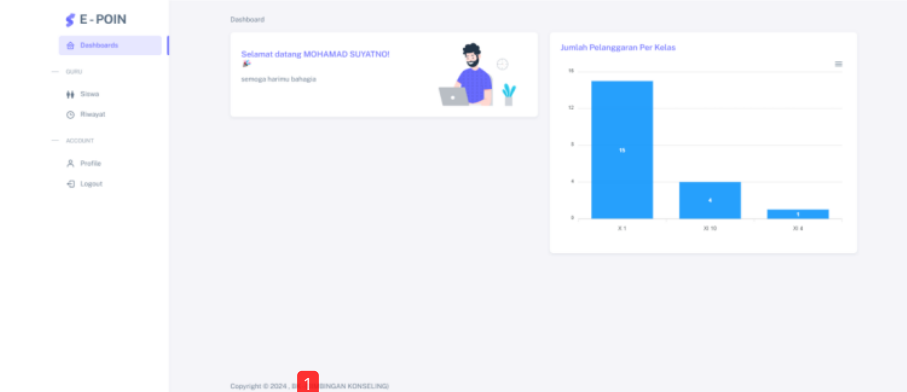 E - POIN
Dashboards
GURU
Siswa
Riwayat
ACCOUNT
Profile
Logout
Dashboard
Selamat datang MOHAMAD SUYATNO!
semoga harimu bahagia
Jumlah Pelanggaran Per Kelas
16
12
8
4
0
15
4
1
X 1
XI 10
XI 4
Copyright © 2024 . KONSELING)
1